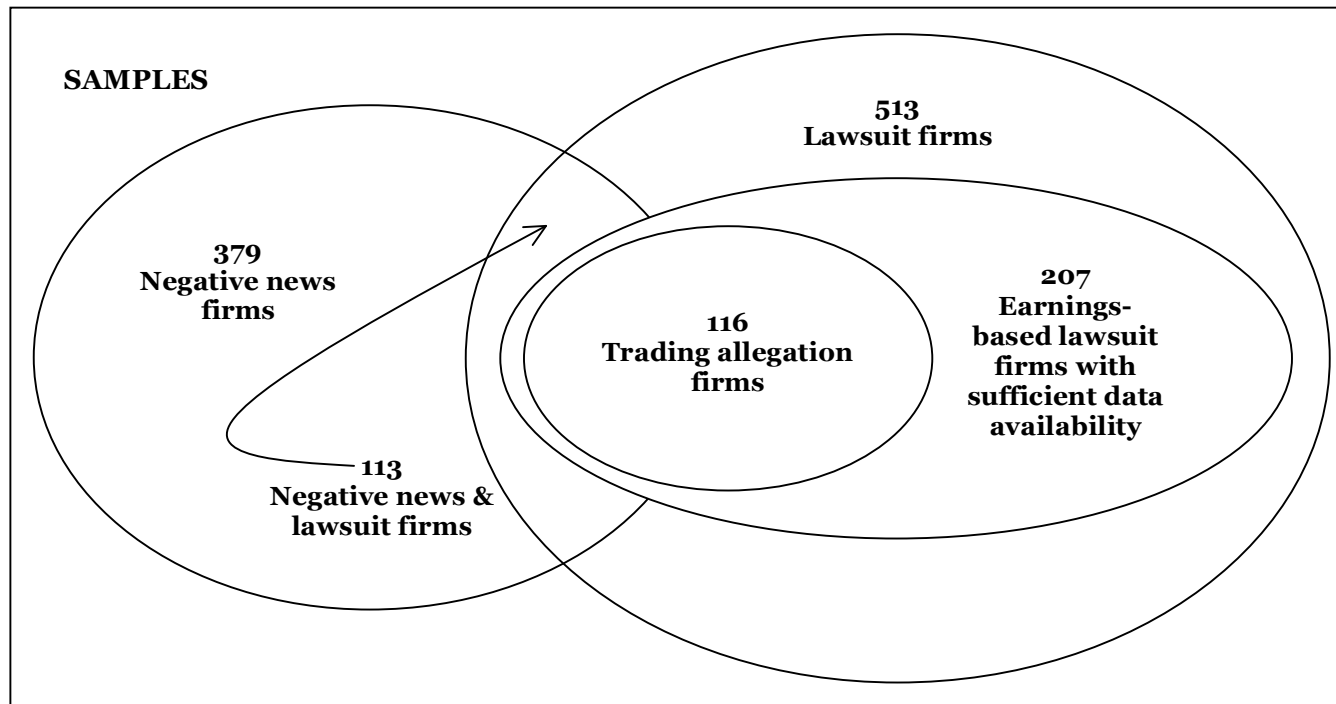 SAMPLES
513
Lawsuit firms
379
Negative news
firms
116
Trading allegation
firms
207
Earnings-
based lawsuit
firms with
sufficient data
availability
113
Negative news &
lawsuit firms